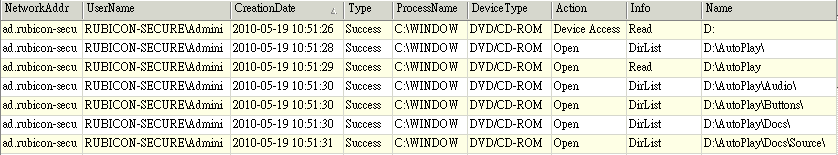 NetworkAddr UserName CreationDate Type ProcessName DeviceType Action Info Name
ad.rubicon-secu RUBICON-SECURE\Admini 2010-05-19 10:51:26 Success C:\WINDOW DVD/CD-ROM Device Access Read D:
ad.rubicon-secu RUBICON-SECURE\Admini 2010-05-19 10:51:28 Success C:\WINDOW DVD/CD-ROM Open DirList D:\AutoPlay\
ad.rubicon-secu RUBICON-SECURE\Admini 2010-05-19 10:51:29 Success C:\WINDOW DVD/CD-ROM Open Read D:\AutoPlay
ad.rubicon-secu RUBICON-SECURE\Admini 2010-05-19 10:51:30 Success C:\WINDOW DVD/CD-ROM Open DirList D:\AutoPlay\Audio\
ad.rubicon-secu RUBICON-SECURE\Admini 2010-05-19 10:51:30 Success C:\WINDOW DVD/CD-ROM Open DirList D:\AutoPlay\Buttons\
ad.rubicon-secu RUBICON-SECURE\Admini 2010-05-19 10:51:30 Success C:\WINDOW DVD/CD-ROM Open DirList D:\AutoPlay\Docs\
ad.rubicon-secu RUBICON-SECURE\Admini 2010-05-19 10:51:31 Success C:\WINDOW DVD/CD-ROM Open DirList D:\AutoPlay\Docs\Source\